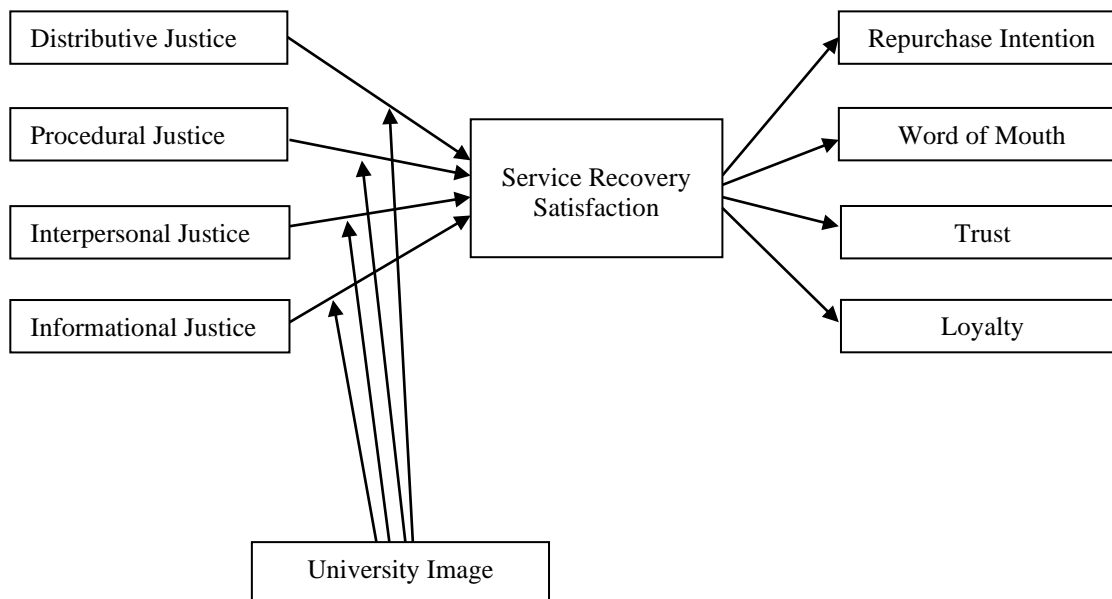 Distributive Justice
Procedural Justice
Interpersonal Justice
Informational Justice
Service Recovery
Satisfaction
Repurchase Intention
Word of Mouth
Trust
Loyalty
University Image